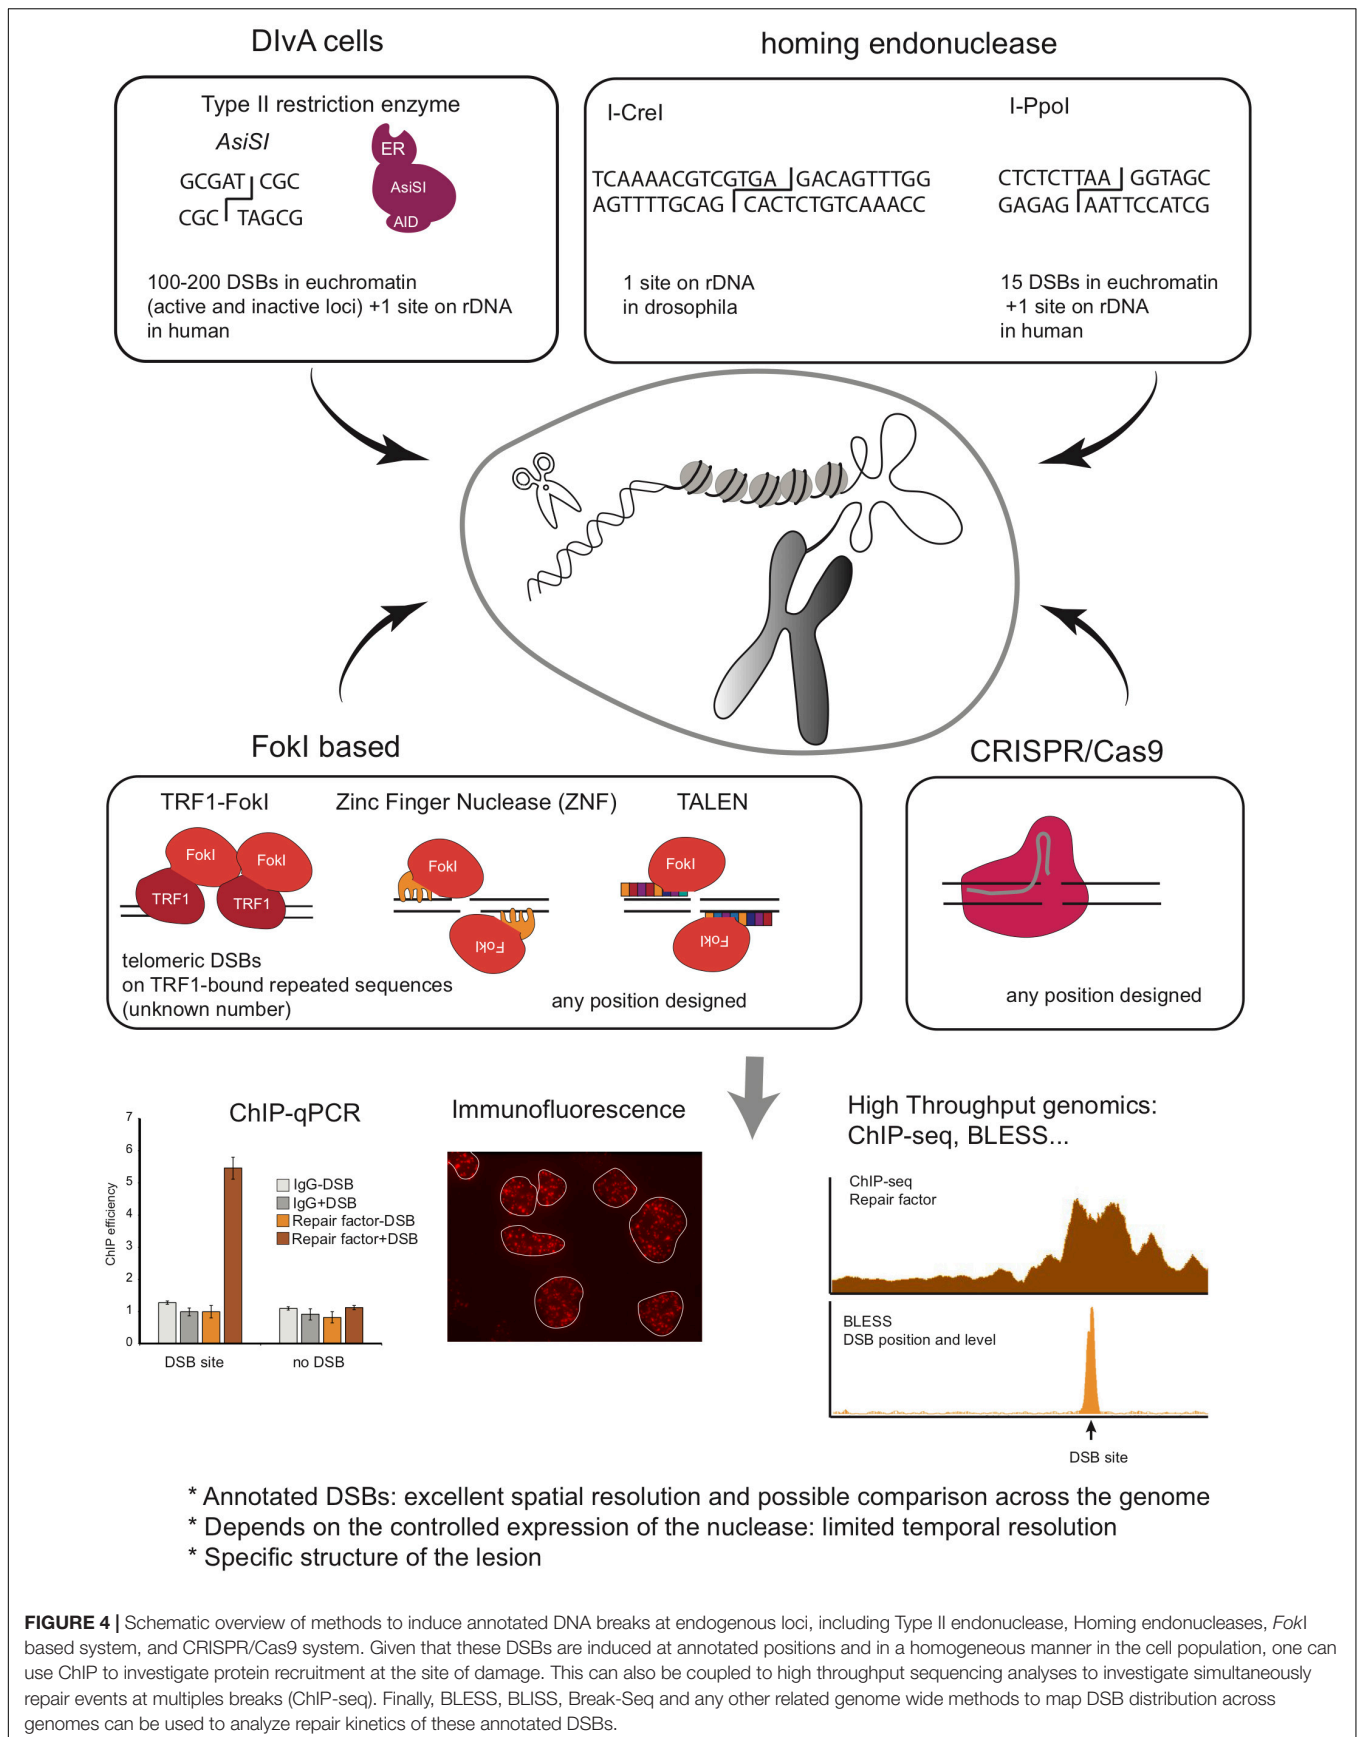 DIvA cells
homing endonuclease
Type II restriction enzyme
AsiSI
GCGAT CGC
CGC TAGCG
ER
AsiSI
AID
100-200 DSBs in euchromatin
(active and inactive loci) +1 site on rDNA
in human
I-CreI
TCAAAACGTCGTGA GACAGTTTGG
AGTTTTGCAG CACTCTGTCAAACC
1 site on rDNA
in drosophila
I-PpoI
CTCTCTTAA GGTAGC
GAGAG AATTCCATCG
15 DSBs in euchromatin
+1 site on rDNA
in human
FokI based
CRISPR/Cas9
TRF1-FokI
FokI
FokI
TRF1
TRF1
telomeric DSBs
on TRF1-bound repeated sequences
(unknown number)
Zinc Finger Nuclease (ZNF)
FokI
FokI
TALEN
FokI
FokI
any position designed
any position designed
ChIP-qPCR
ChIP efficiency
7
6
5
4
3
2
1
0
IgG-DSB
IgG+DSB
Repair factor-DSB
Repair factor+DSB
DSB site
no DSB
Immunofluorescence
High Throughput genomics:
ChIP-seq, BLESS...
ChIP-seq
Repair factor
BLESS
DSB position and level
DSB site
* Annotated DSBs: excellent spatial resolution and possible comparison across the genome
* Depends on the controlled expression of the nuclease: limited temporal resolution
* Specific structure of the lesion
FIGURE 4 | Schematic overview of methods to induce annotated DNA breaks at endogenous loci, including Type II endonuclease, Homing endonucleases, FokI
based system, and CRISPR/Cas9 system. Given that these DSBs are induced at annotated positions and in a homogeneous manner in the cell population, one can
use ChIP to investigate protein recruitment at the site of damage. This can also be coupled to high throughput sequencing analyses to investigate simultaneously
repair events at multiples breaks (ChIP-seq). Finally, BLESS, BLISS, Break-Seq and any other related genome wide methods to map DSB distribution across
genomes can be used to analyze repair kinetics of these annotated DSBs.